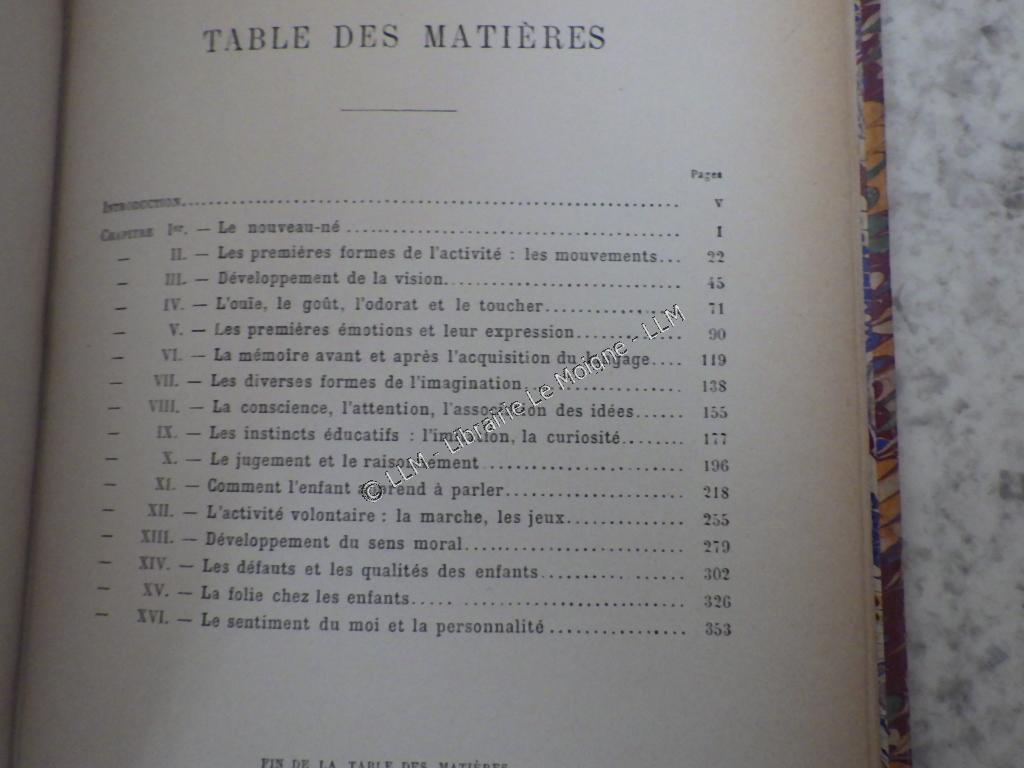 TABLE DES MATIÈRES
Pages
INTRODUCTION.................................................. V
CHAPITRE Ier. — Le nouveau-né.................................. 1
— II. — Les premières formes de l'activité : les mouvements... 22
— III. — Développement de la vision.......................... 45
— IV. — L'ouïe, le goût, l'odorat et le toucher................ 71
— V. — Les premières émotions et leur expression............ 90
— VI. — La mémoire avant et après l'acquisition du langage.... 119
— VII. — Les diverses formes de l'imagination.................. 138
— VIII. — La conscience, l'attention, l'association des idées...... 155
— IX. — Les instincts éducatifs : l'imitation, la curiosité........ 177
— X. — Le jugement et le raisonnement........................ 196
— XI. — Comment l'enfant apprend à parler.................... 218
— XII. — L'activité volontaire : la marche, les jeux.............. 255
— XIII. — Développement du sens moral........................ 279
— XIV. — Les défauts et les qualités des enfants................ 302
— XV. — La folie chez les enfants..... ........................ 326
— XVI. — Le sentiment du moi et la personnalité................ 353
FIN DE LA TABLE DES MATIÈRES
© LLM - Librairie Le Moigne - LLM